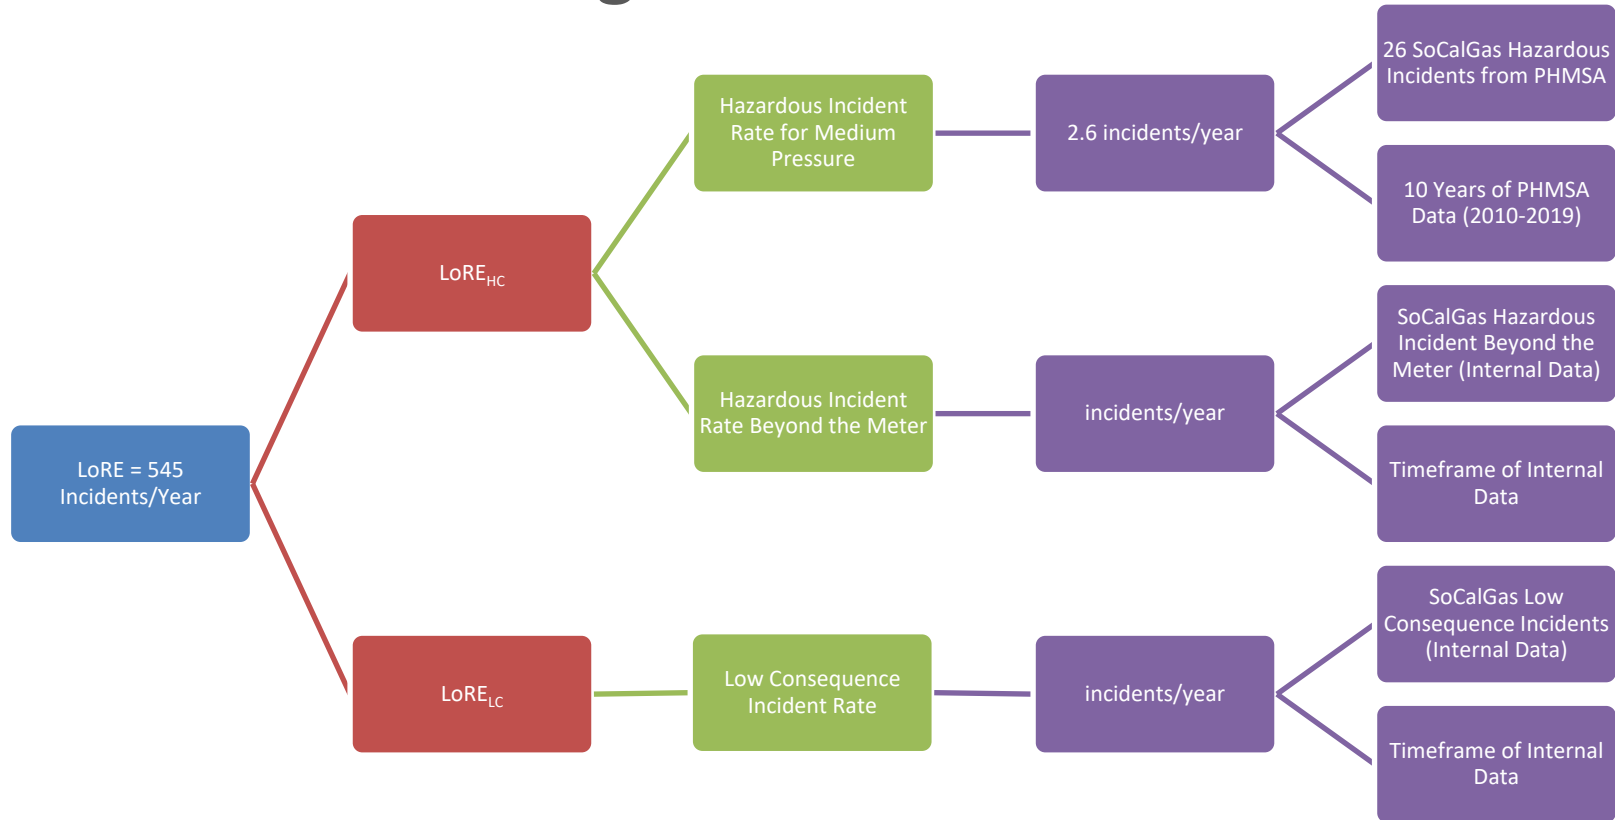 26 SoCalGas Hazardous
Incidents from PHMSA
Hazardous Incident
Rate for Medium
Pressure
2.6 incidents/year
10 Years of PHMSA
Data (2010-2019)
LoRE_HC
SoCalGas Hazardous
Incident Beyond the
Meter (Internal Data)
Hazardous Incident
Rate Beyond the Meter
incidents/year
LoRE = 545
Incidents/Year
Timeframe of Internal
Data
SoCalGas Low
Consequence Incidents
(Internal Data)
LoRE_LC
Low Consequence
Incident Rate
incidents/year
Timeframe of Internal
Data